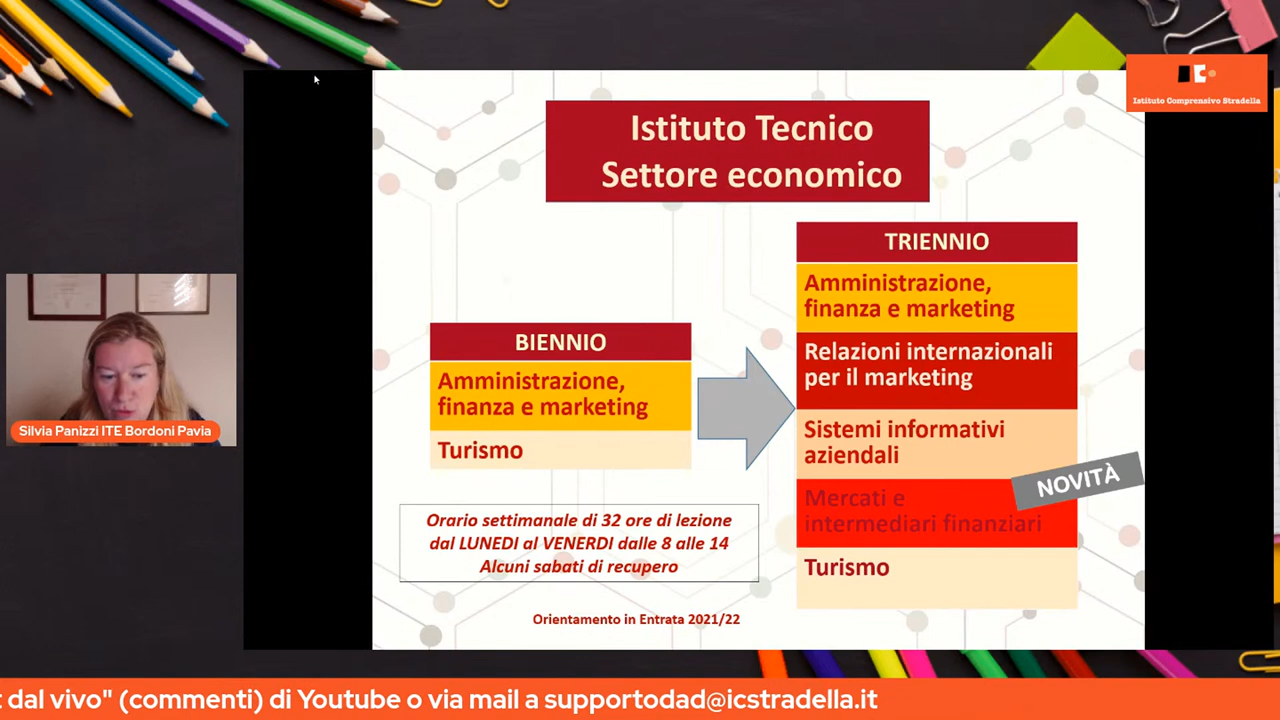 Istituto Comprensivo Stradella
Istituto Tecnico
Settore economico
BIENNIO
Amministrazione,
finanza e marketing
Turismo
TRIENNIO
Amministrazione,
finanza e marketing
Relazioni internazionali
per il marketing
Sistemi informativi
aziendali
NOVITÀ
Mercati e
intermediari finanziari
Turismo
Orario settimanale di 32 ore di lezione
dal LUNEDI al VENERDI dalle 8 alle 14
Alcuni sabati di recupero
Orientamento in Entrata 2021/22
Silvia Panizzi ITE Bordoni Pavia
dal vivo" (commenti) di Youtube o via mail a supportodad@icstradella.it